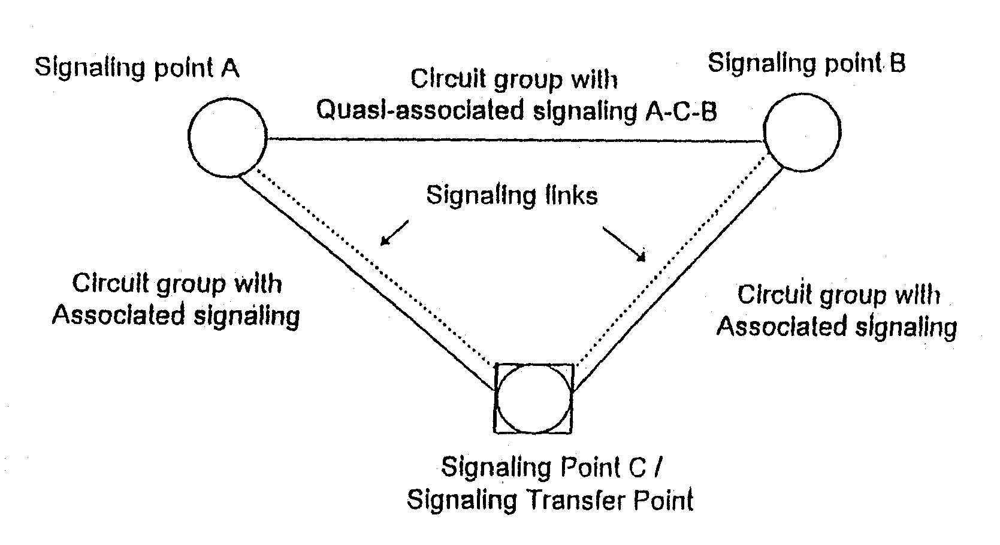 Signaling point A
Signaling point B
Circuit group with
Quasi-associated signaling A-C-B
Signaling links
Circuit group with
Associated signaling
Circuit group with
Associated signaling
Signaling Point C /
Signaling Transfer Point